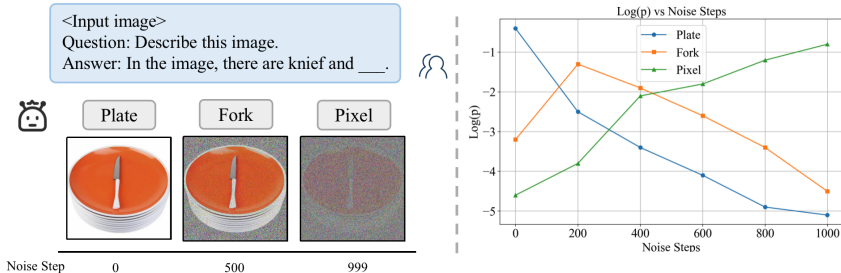 <Input image>
Question: Describe this image.
Answer: In the image, there are knief and ___.
Plate
Fork
Pixel
Noise Step
0
500
999
Log(p) vs Noise Steps
Plate
Fork
Pixel
Log(p)
−1
−2
−3
−4
−5
0
200
400
600
800
1000
Noise Steps